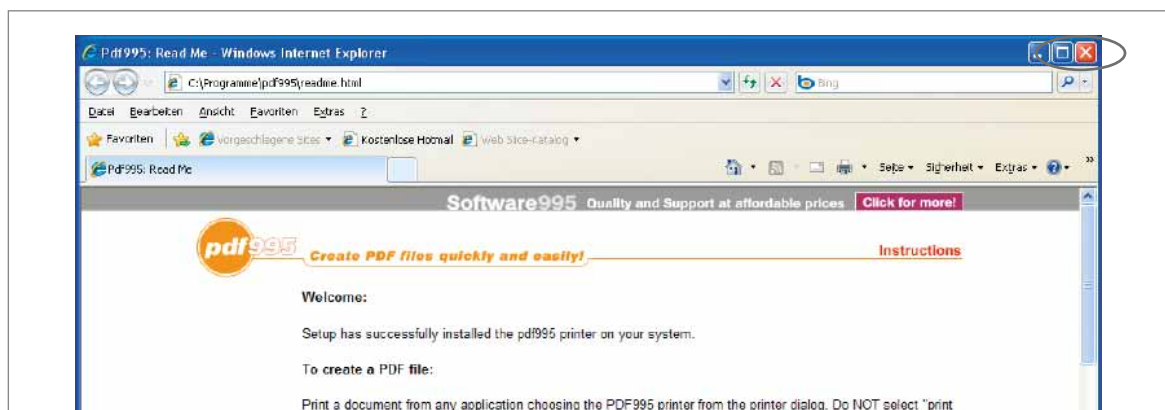 Pdf995: Read Me - Windows Internet Explorer
C:\Programme\pdf995\readme.html
Bing
Datei Bearbeiten Ansicht Favoriten Extras ?
Favoriten Vorgeschlagene Sites Kostenlose Hotmail Web Slice-Katalog
Pdf995: Read Me
Seite Sicherheit Extras
Software995 Quality and Support at affordable prices Click for more!
pdf995 Create PDF files quickly and easily! Instructions
Welcome:
Setup has successfully installed the pdf995 printer on your system.
To create a PDF file:
Print a document from any application choosing the PDF995 printer from the printer dialog. Do NOT select "print